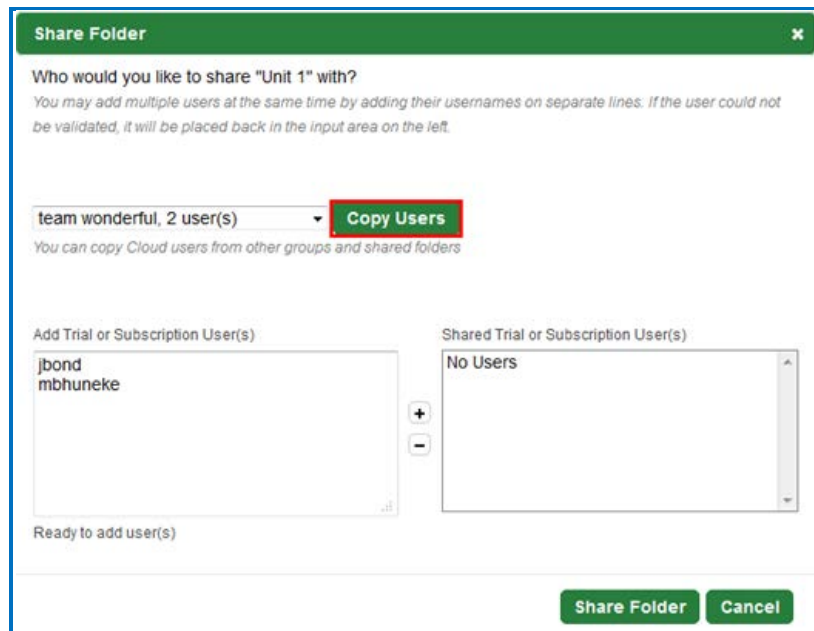 Share Folder
Who would you like to share "Unit 1" with?
You may add multiple users at the same time by adding their usernames on separate lines. If the user could not
be validated, it will be placed back in the input area on the left.
team wonderful, 2 user(s) Copy Users
You can copy Cloud users from other groups and shared folders
Add Trial or Subscription User(s) Shared Trial or Subscription User(s)
jbond No Users
mbhuneke
Ready to add user(s)
Share Folder Cancel